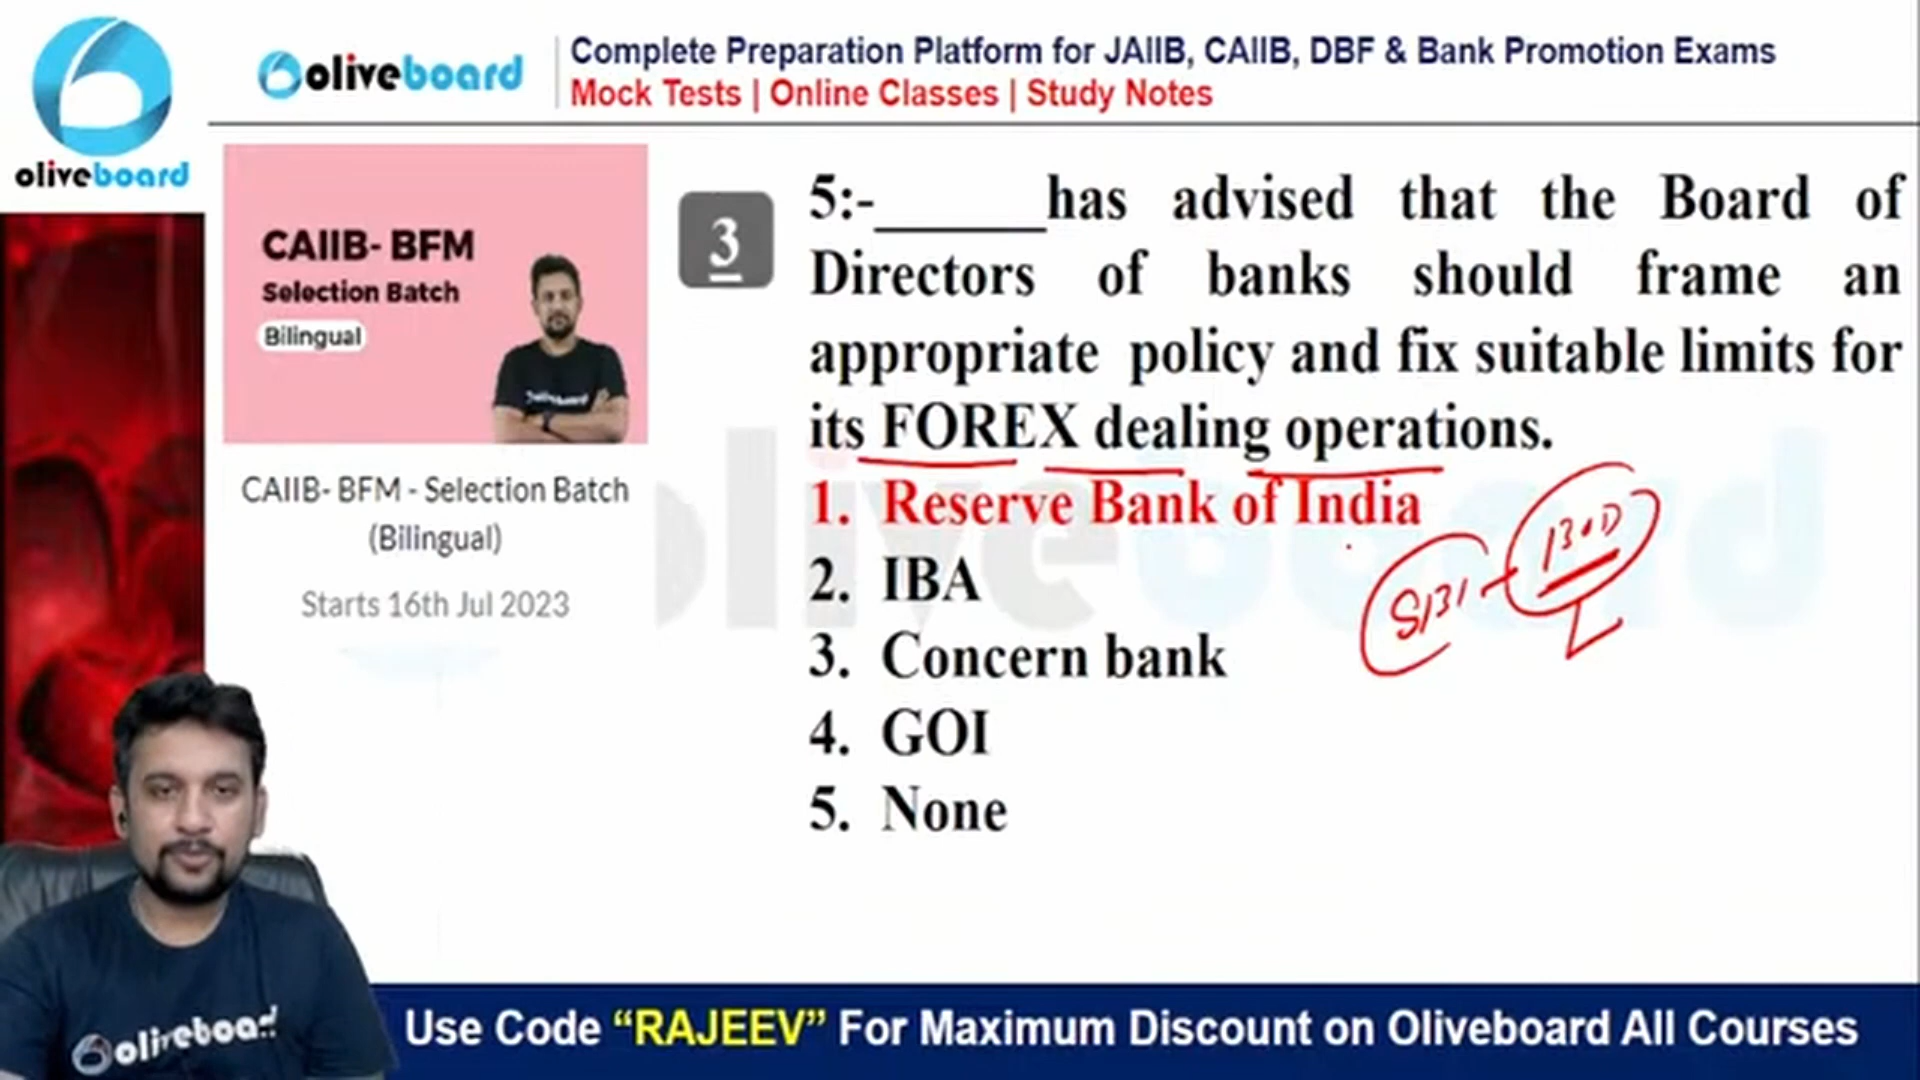 oliveboard
oliveboard
Complete Preparation Platform for JAIIB, CAIIB, DBF & Bank Promotion Exams
Mock Tests | Online Classes | Study Notes
CAIIB- BFM
Selection Batch
Bilingual
CAIIB- BFM - Selection Batch
(Bilingual)
Starts 16th Jul 2023
3
5:-______has advised that the Board of
Directors of banks should frame an
appropriate policy and fix suitable limits for
its FOREX dealing operations.
1. Reserve Bank of India
2. IBA
3. Concern bank
4. GOI
5. None
SBI - BOD
oliveboard
oliveboard
Use Code “RAJEEV” For Maximum Discount on Oliveboard All Courses